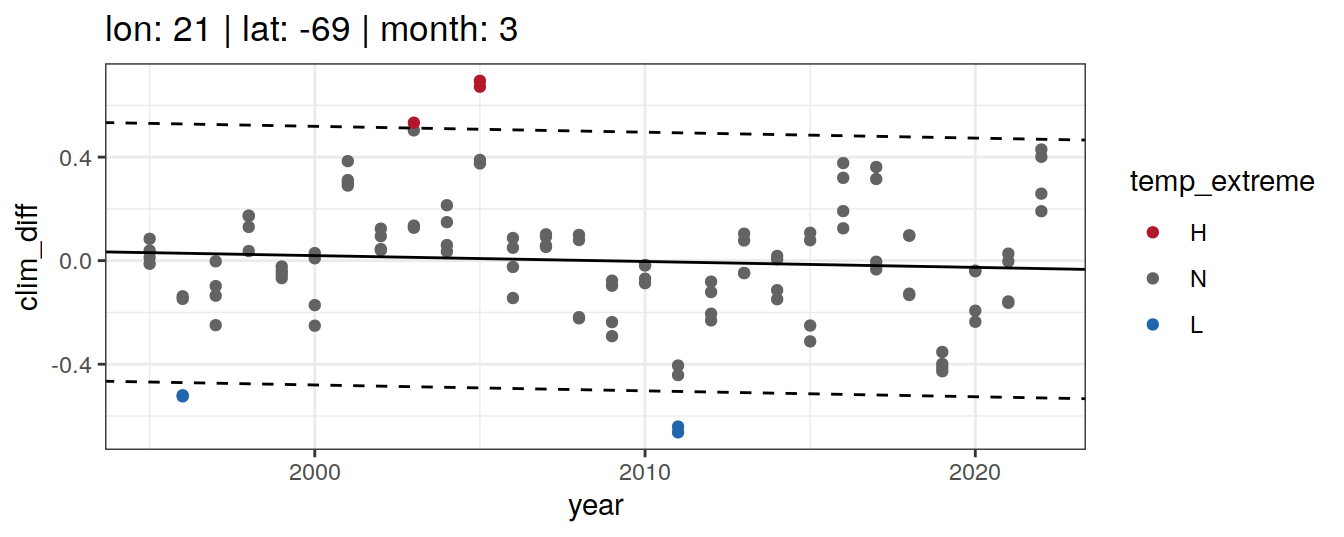 lon: 21 | lat: -69 | month: 3
clim_diff
0.4
0.0
-0.4
2000
2010
2020
year
temp_extreme
H
N
L